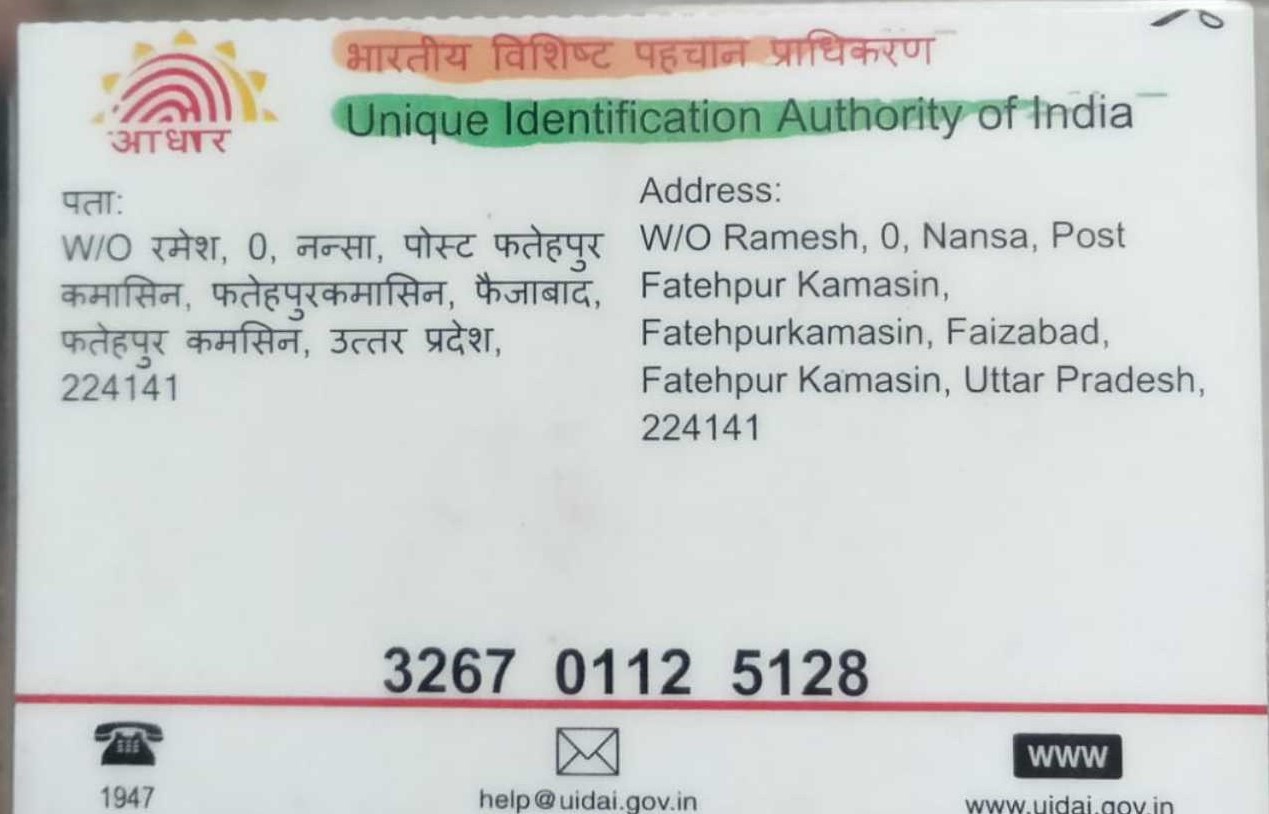 आधार
भारतीय विशिष्ट पहचान प्राधिकरण
Unique Identification Authority of India
पता:
W/O रमेश, 0, नन्सा, पोस्ट फतेहपुर
कमासिन, फतेहपुरकमासिन, फैजाबाद,
फतेहपुर कमसिन, उत्तर प्रदेश,
224141
Address:
W/O Ramesh, 0, Nansa, Post
Fatehpur Kamasin,
Fatehpurkamasin, Faizabad,
Fatehpur Kamasin, Uttar Pradesh,
224141
3267 0112 5128
1947
help@uidai.gov.in
WWW
www.uidai.gov.in